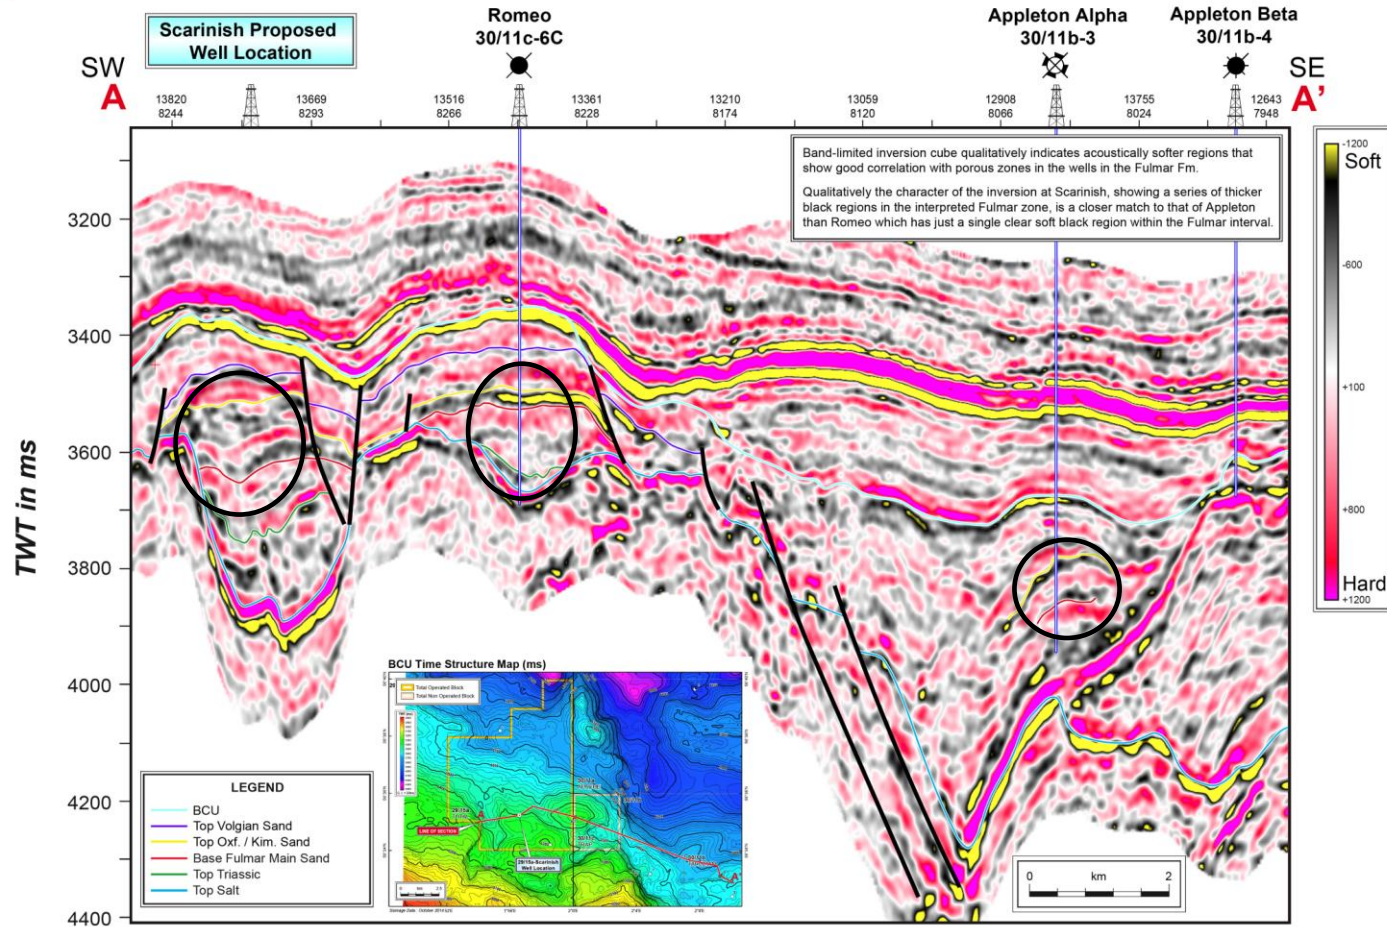 Scarinish Proposed
Well Location
Romeo
30/11c-6C
Appleton Alpha
30/11b-3
Appleton Beta
30/11b-4
SW
SE
A
A'
13820 13669 13516 13361 13210 13059 12908 13755 12643
8244 8293 8266 8228 8174 8120 8066 8024 7948
Band-limited inversion cube qualitatively indicates acoustically softer regions that
show good correlation with porous zones in the wells in the Fulmar Fm.
Qualitatively the character of the inversion at Scarinish, showing a series of thicker
black regions in the interpreted Fulmar zone, is a closer match to that of Appleton
than Romeo which has just a single clear soft black region within the Fulmar interval.
-1200
Soft
-600
+100
+800
Hard
+1200
TWT in ms
3200
3400
3600
3800
4000
4200
4400
BCU Time Structure Map (ms)
Total Operated Block
Total Non Operated Block
LINE OF SECTION
A
A'
29/15a-Scarinish
Well Location
LEGEND
BCU
Top Volgian Sand
Top Oxf. / Kim. Sand
Base Fulmar Main Sand
Top Triassic
Top Salt
0 km 2